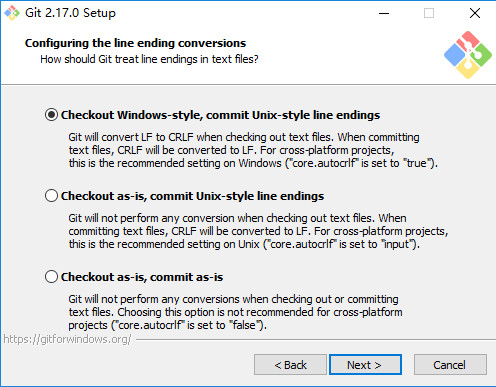 Git 2.17.0 Setup
Configuring the line ending conversions
How should Git treat line endings in text files?
Checkout Windows-style, commit Unix-style line endings
Git will convert LF to CRLF when checking out text files. When committing
text files, CRLF will be converted to LF. For cross-platform projects,
this is the recommended setting on Windows ("core.autocrlf" is set to "true").
Checkout as-is, commit Unix-style line endings
Git will not perform any conversion when checking out text files. When
committing text files, CRLF will be converted to LF. For cross-platform projects,
this is the recommended setting on Unix ("core.autocrlf" is set to "input").
Checkout as-is, commit as-is
Git will not perform any conversions when checking out or committing
text files. Choosing this option is not recommended for cross-platform
projects ("core.autocrlf" is set to "false").
https://gitforwindows.org/
< Back
Next >
Cancel